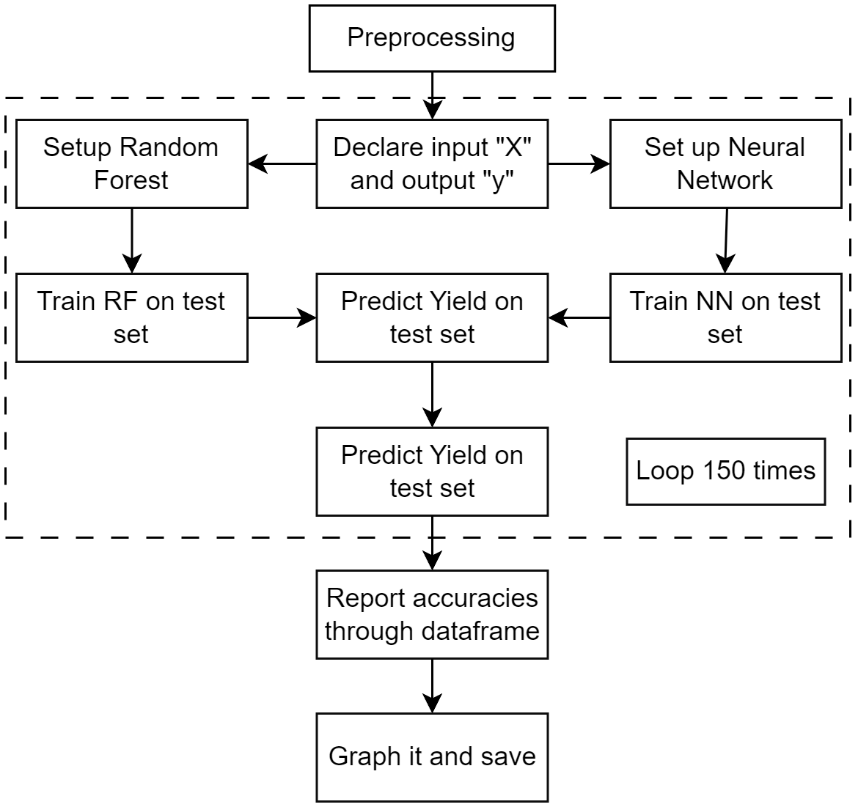 Preprocessing
Setup Random
Forest
Declare input "X"
and output "y"
Set up Neural
Network
Train RF on test
set
Predict Yield on
test set
Train NN on test
set
Predict Yield on
test set
Loop 150 times
Report accuracies
through dataframe
Graph it and save